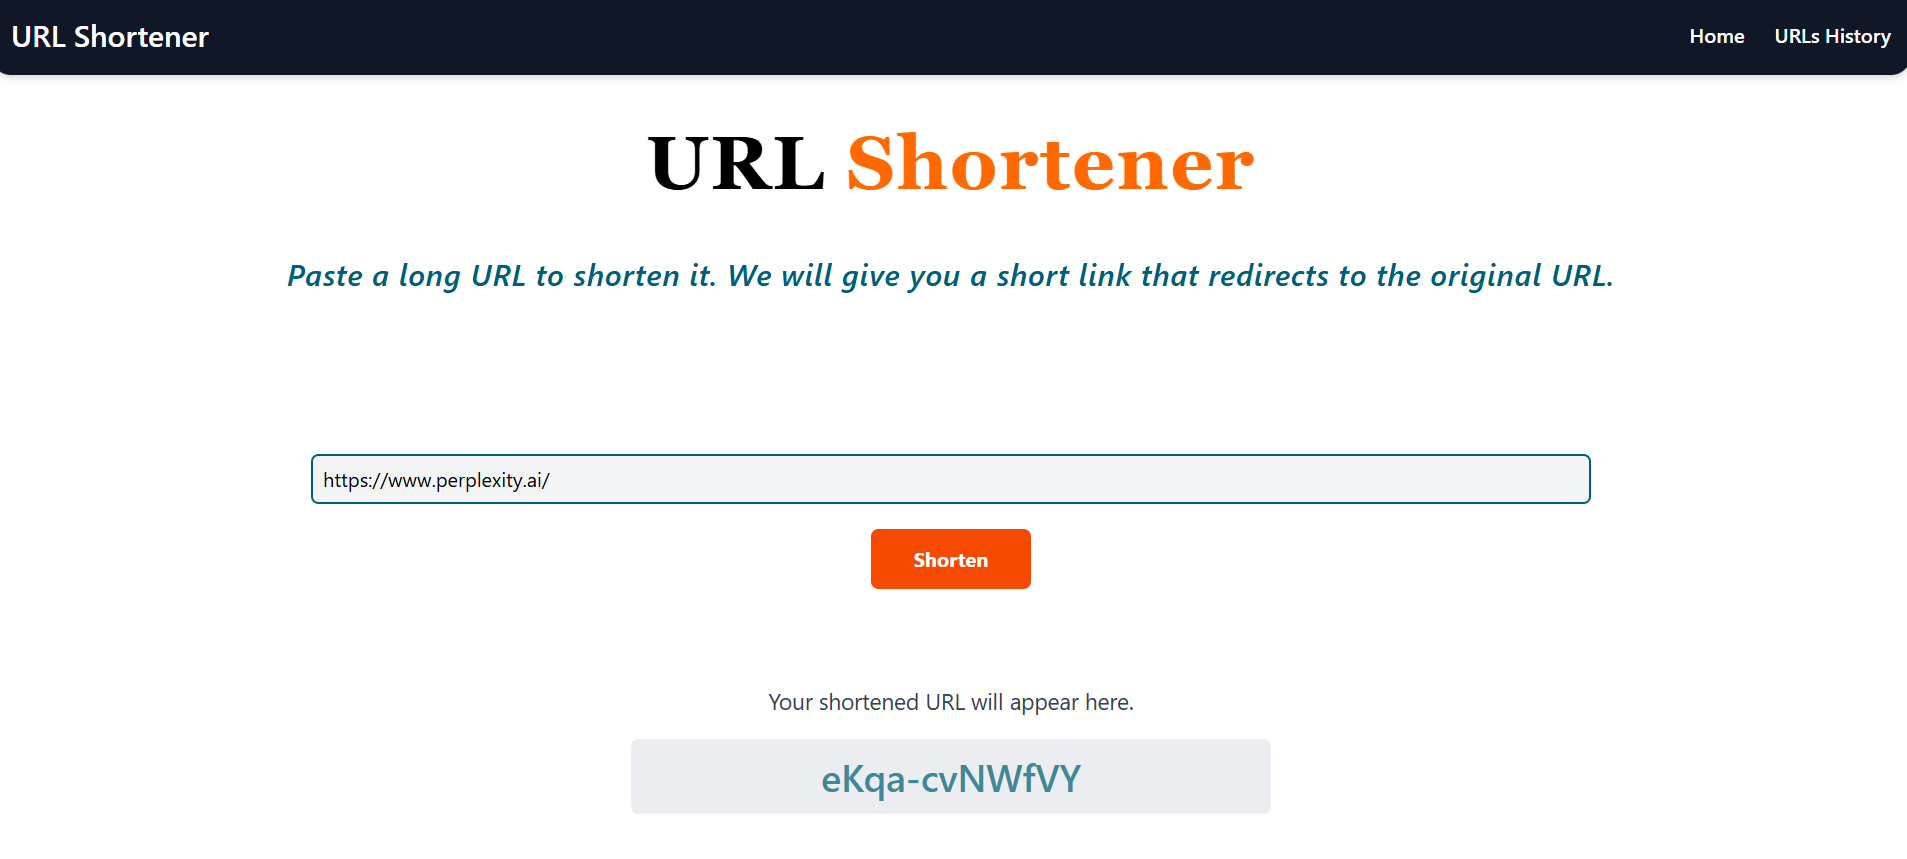 URL Shortener
Home
URLs History
URL Shortener
Paste a long URL to shorten it. We will give you a short link that redirects to the original URL.
https://www.perplexity.ai/
Shorten
Your shortened URL will appear here.
eKqa-cvNWfVY